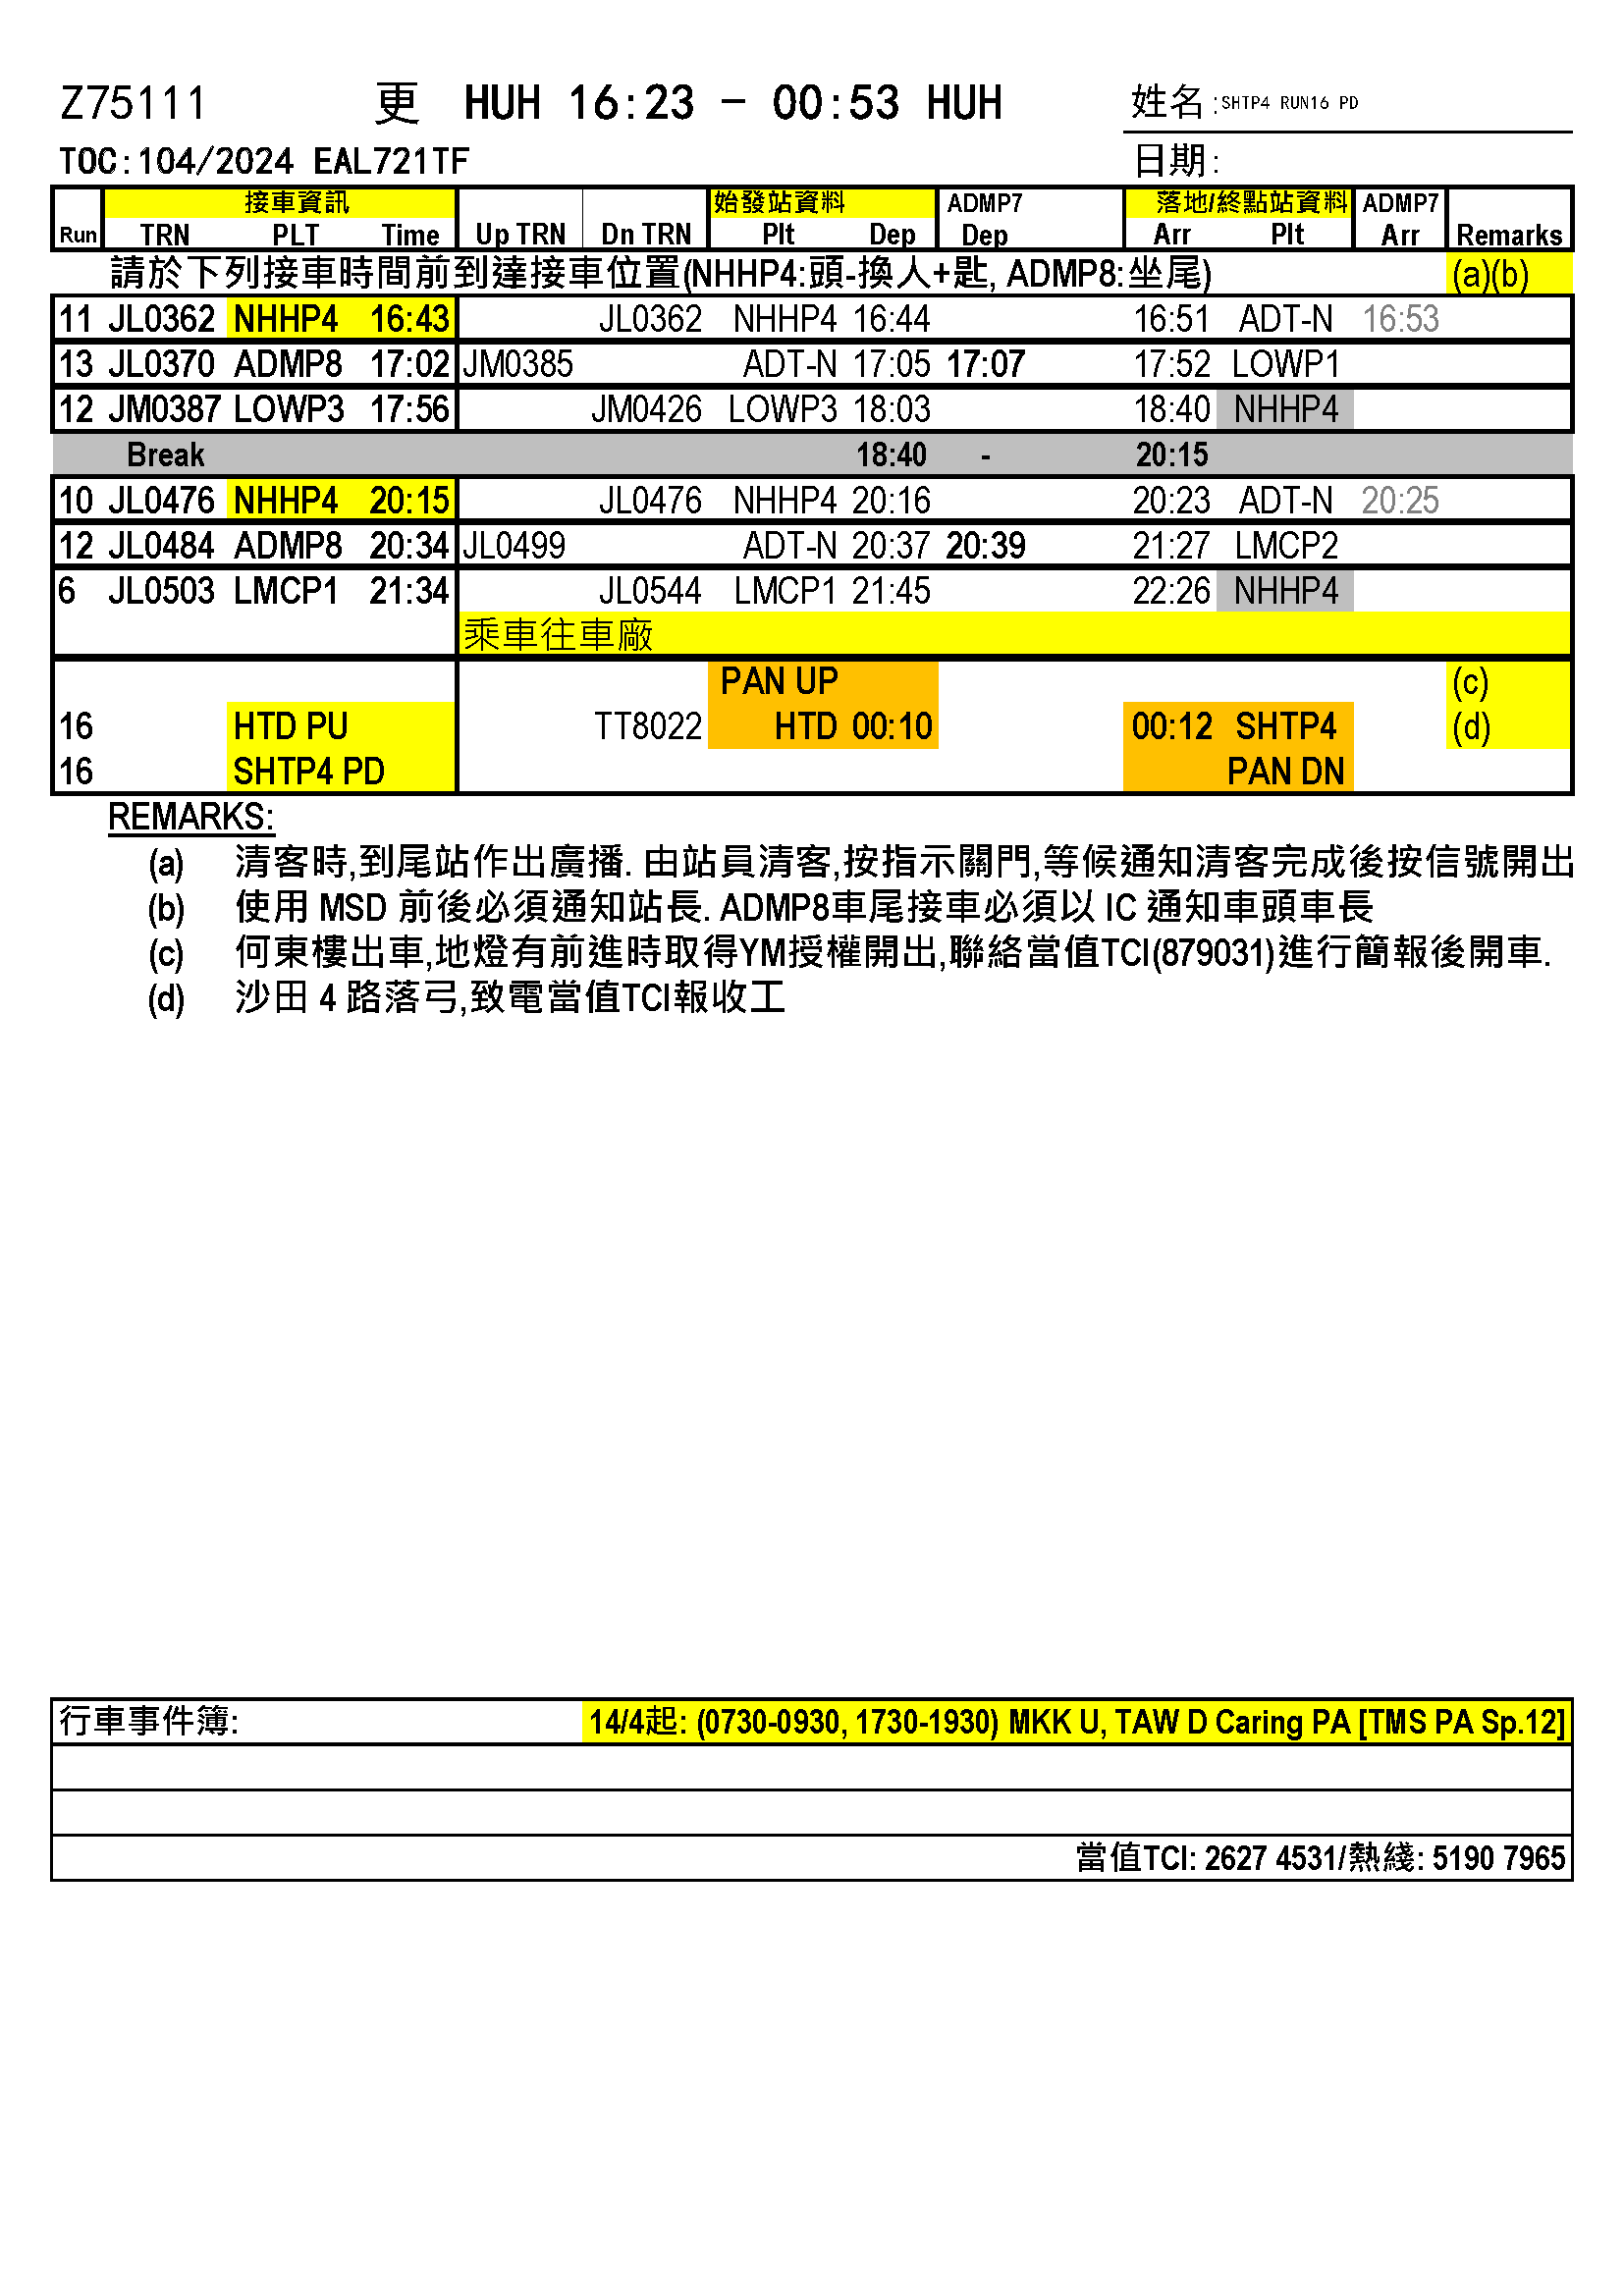 Z75111 更 HUH 16:23 - 00:53 HUH 姓名:SHTP4 RUN16 PD
TOC:104/2024 EAL721TF 日期:
接車資訊 始發站資料 ADMP7 落地/終點站資料 ADMP7
Run TRN PLT Time Up TRN Dn TRN Plt Dep Dep Arr Plt Arr Remarks
請於下列接車時間前到達接車位置(NHHP4:頭-換人+匙, ADMP8:坐尾) (a)(b)
11 JL0362 NHHP4 16:43 JL0362 NHHP4 16:44 16:51 ADT-N 16:53
13 JL0370 ADMP8 17:02 JM0385 ADT-N 17:05 17:07 17:52 LOWP1
12 JM0387 LOWP3 17:56 JM0426 LOWP3 18:03 18:40 NHHP4
Break 18:40 - 20:15
10 JL0476 NHHP4 20:15 JL0476 NHHP4 20:16 20:23 ADT-N 20:25
12 JL0484 ADMP8 20:34 JL0499 ADT-N 20:37 20:39 21:27 LMCP2
6 JL0503 LMCP1 21:34 JL0544 LMCP1 21:45 22:26 NHHP4
乘車往車廠
PAN UP (c)
16 HTD PU TT8022 HTD 00:10 00:12 SHTP4 (d)
16 SHTP4 PD PAN DN
REMARKS:
(a) 清客時,到尾站作出廣播. 由站員清客,按指示關門,等候通知清客完成後按信號開出
(b) 使用 MSD 前後必須通知站長. ADMP8車尾接車必須以 IC 通知車頭車長
(c) 何東樓出車,地燈有前進時取得YM授權開出,聯絡當值TCI(879031)進行簡報後開車.
(d) 沙田 4 路落弓,致電當值TCI報收工
行車事件簿: 14/4起: (0730-0930, 1730-1930) MKK U, TAW D Caring PA [TMS PA Sp.12]
當值TCI: 2627 4531/熱綫: 5190 7965